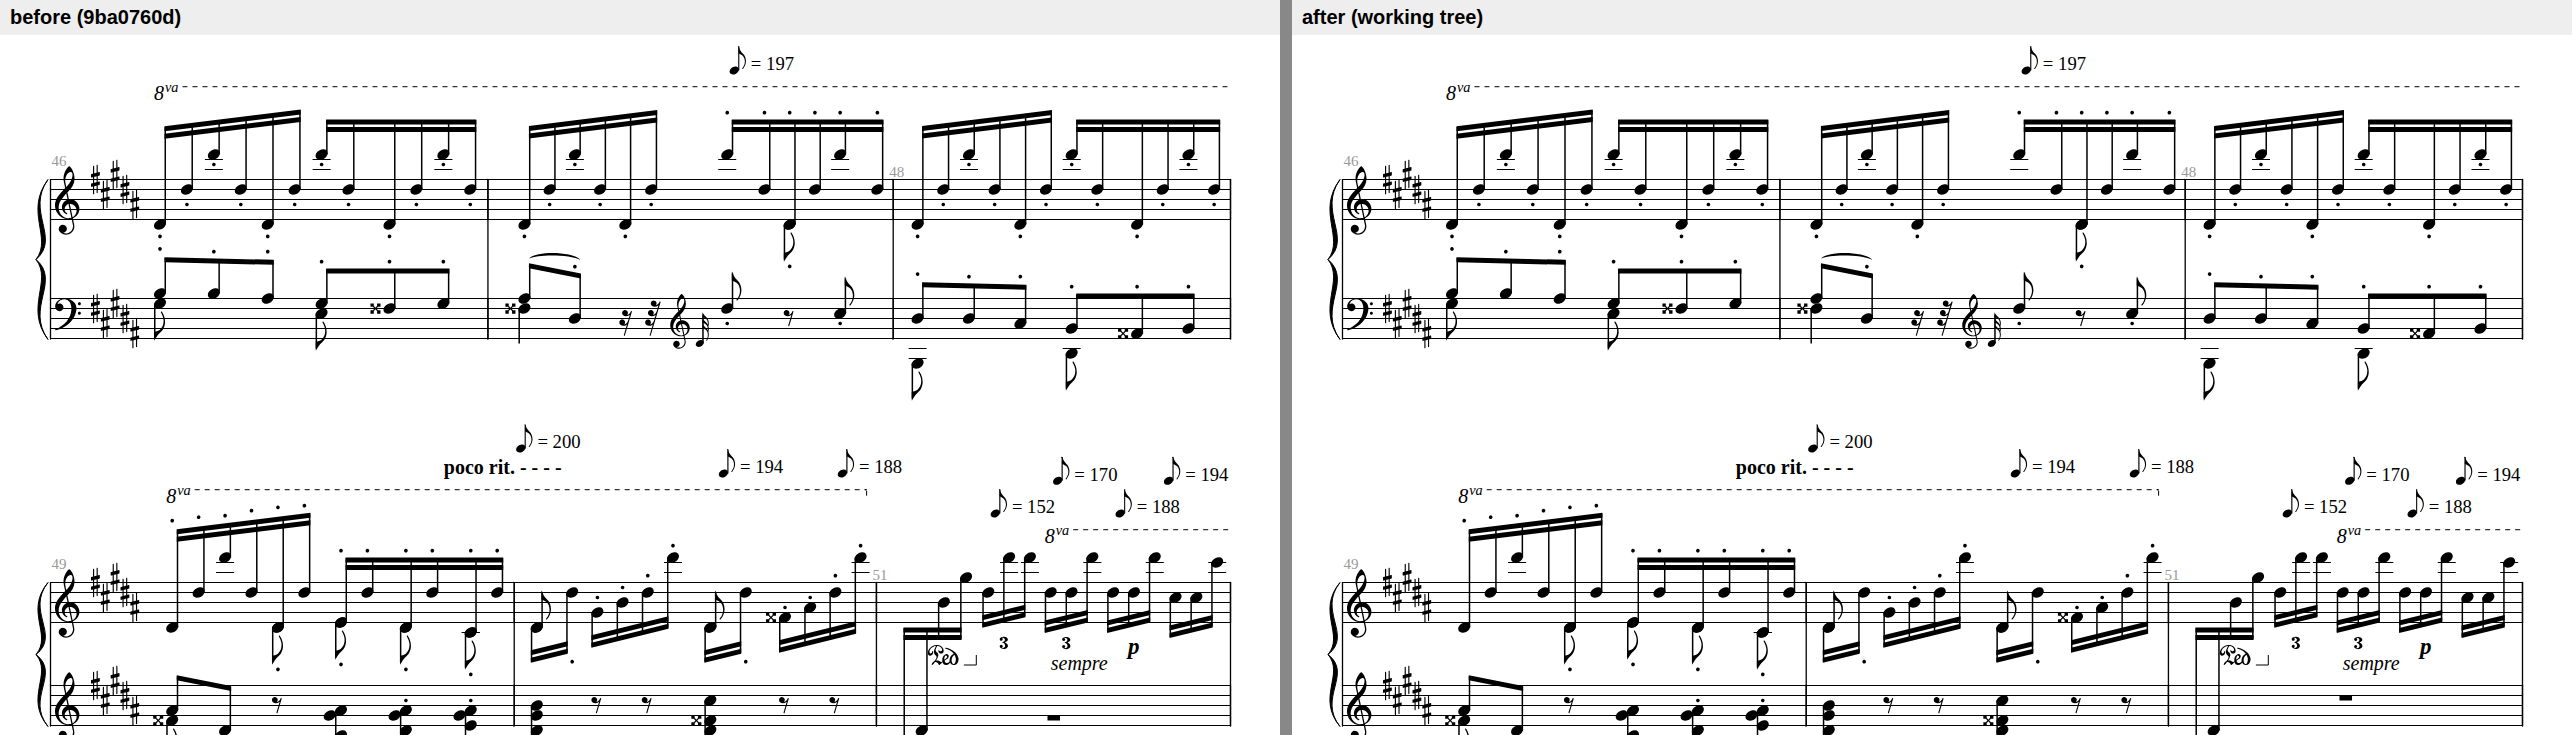 before (9ba0760d)
= 197
8va
46
48
= 200
poco rit. - - - -
= 194
= 188
= 170
= 194
8va
= 152
= 188
8va
49
51
3
3
p
sempre
after (working tree)
= 197
8va
46
48
= 200
poco rit. - - - -
= 194
= 188
= 170
= 194
8va
= 152
= 188
8va
49
51
3
3
p
sempre